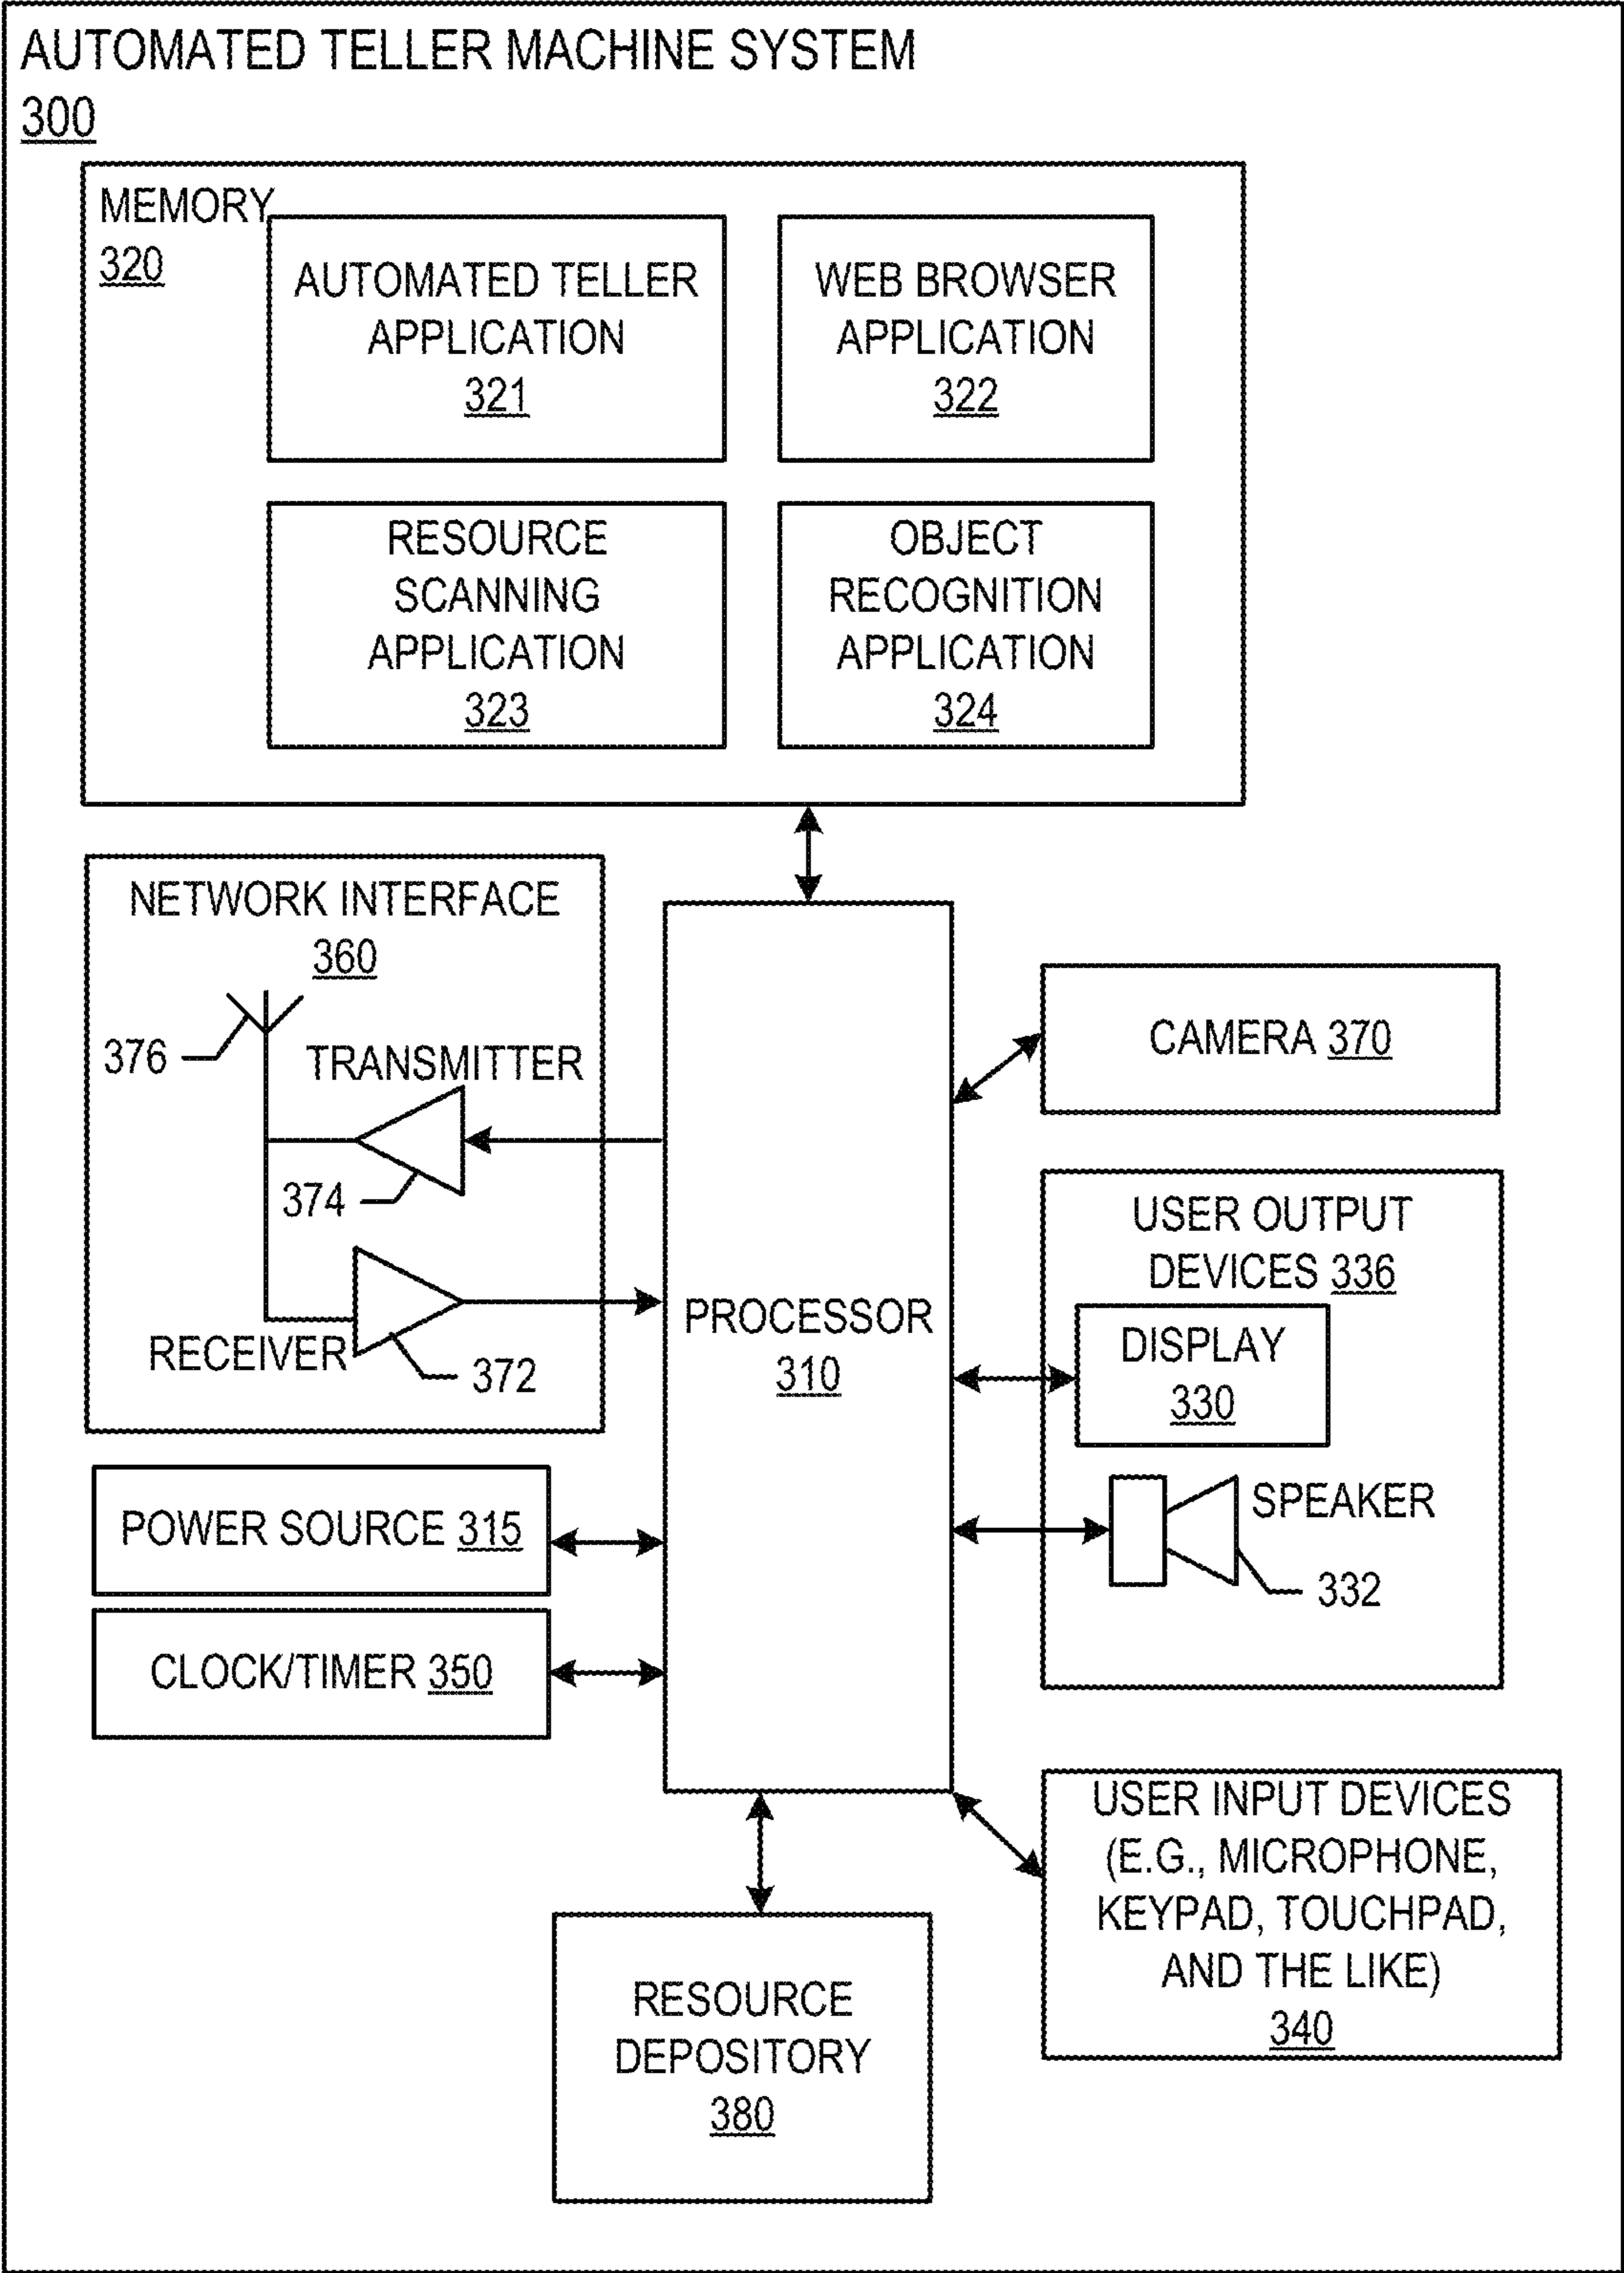 AUTOMATED TELLER MACHINE SYSTEM
300
MEMORY
320
AUTOMATED TELLER
APPLICATION
321
WEB BROWSER
APPLICATION
322
RESOURCE
SCANNING
APPLICATION
323
OBJECT
RECOGNITION
APPLICATION
324
NETWORK INTERFACE
360
376
TRANSMITTER
374
RECEIVER
372
PROCESSOR
310
CAMERA 370
USER OUTPUT
DEVICES 336
DISPLAY
330
SPEAKER
332
POWER SOURCE 315
CLOCK/TIMER 350
USER INPUT DEVICES
(E.G., MICROPHONE,
KEYPAD, TOUCHPAD,
AND THE LIKE)
340
RESOURCE
DEPOSITORY
380